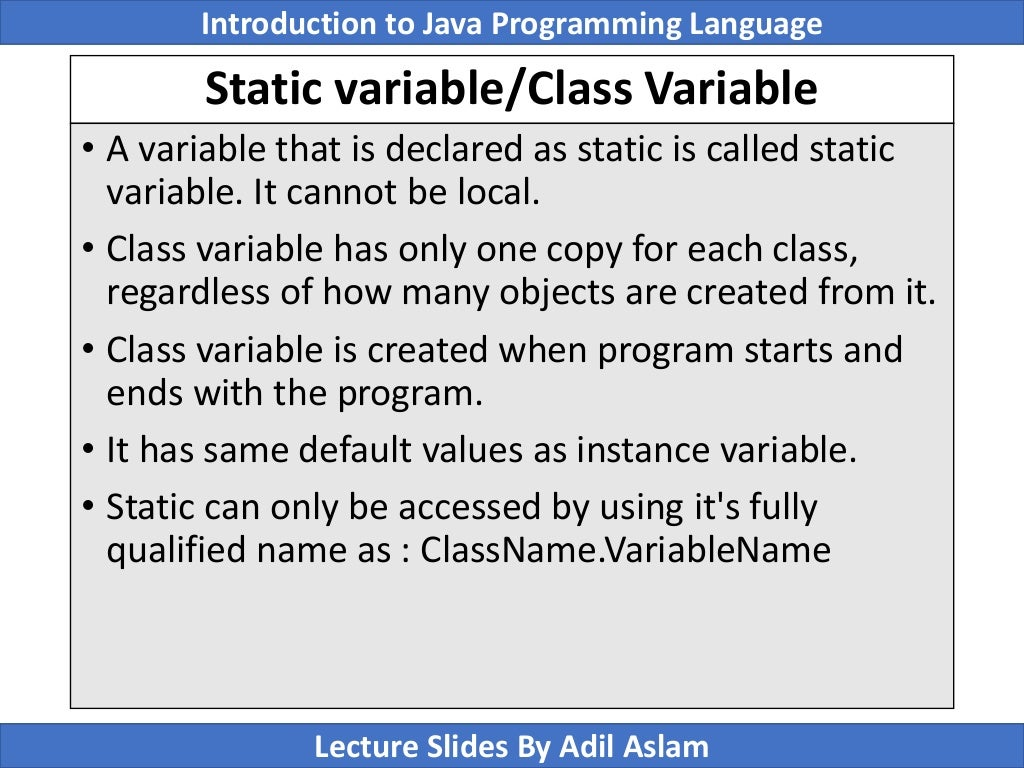 Introduction to Java Programming Language
Static variable/Class Variable
• A variable that is declared as static is called static
variable. It cannot be local.
• Class variable has only one copy for each class,
regardless of how many objects are created from it.
• Class variable is created when program starts and
ends with the program.
• It has same default values as instance variable.
• Static can only be accessed by using it's fully
qualified name as : ClassName.VariableName
Lecture Slides By Adil Aslam